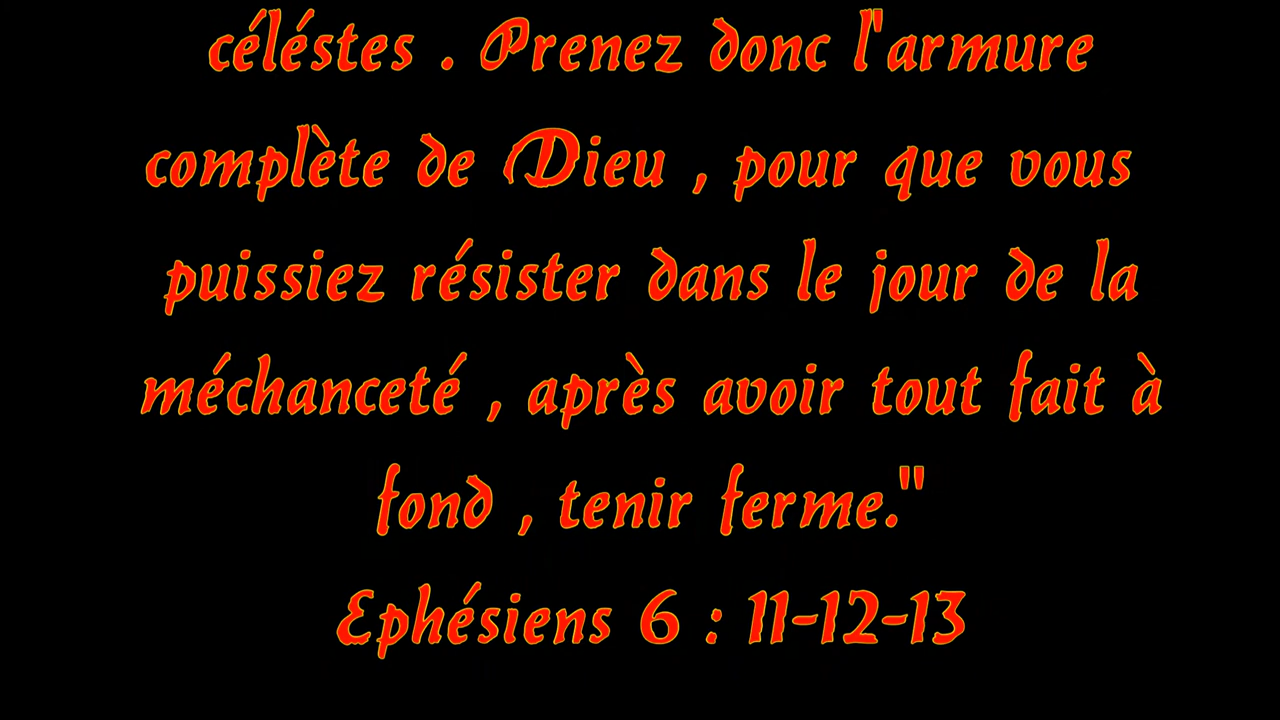 céléstes . Prenez donc l'armure
complète de Dieu , pour que vous
puissiez résister dans le jour de la
méchanceté , après avoir tout fait à
fond , tenir ferme."
Ephésiens 6 : 11-12-13